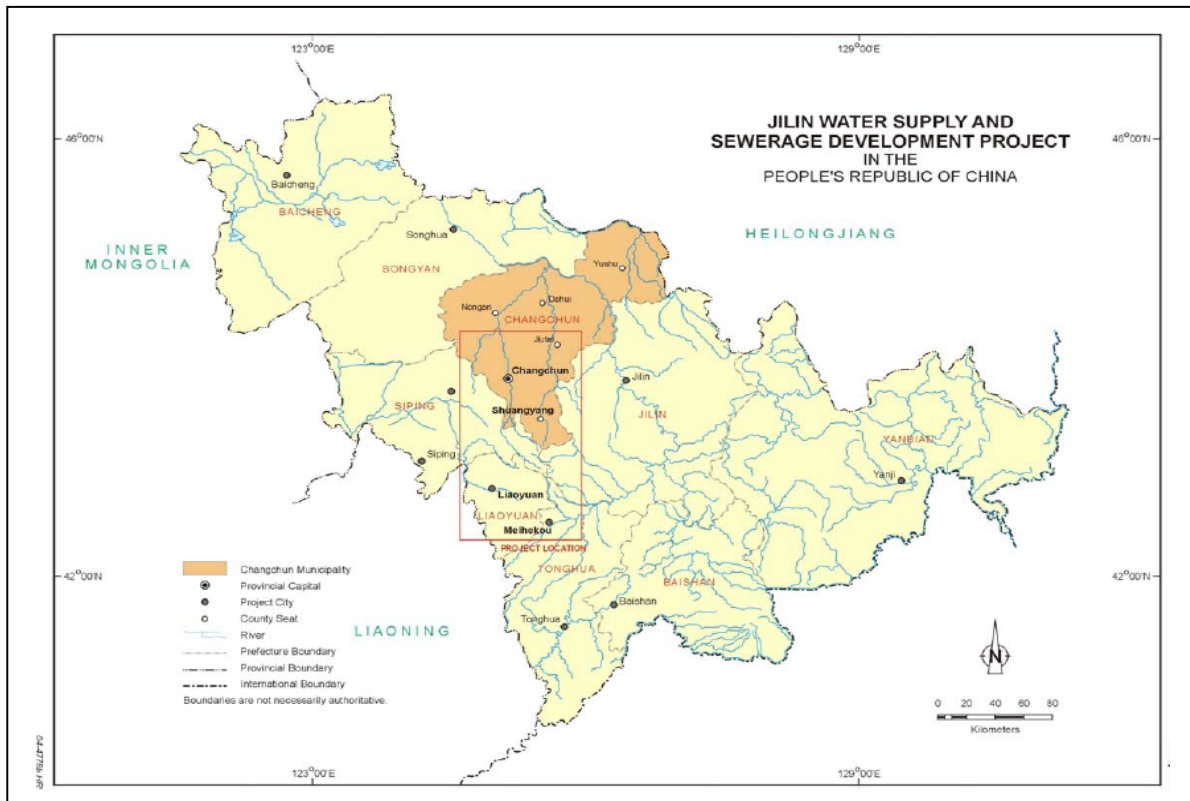 123°00'E
129°00'E
46°00'N
46°00'N
JILIN WATER SUPPLY AND
SEWERAGE DEVELOPMENT PROJECT
IN THE
PEOPLE'S REPUBLIC OF CHINA
Baicheng
BAICHENG
INNER
MONGOLIA
HEILONGJIANG
Songhua
SONGYAN
Yushu
Nongan
Dehui
CHANGCHUN
Jiutai
Changchun
Jilin
SIPING
JILIN
Shuangyang
YANBIAN
Siping
Yanji
Liaoyuan
LIAOYUAN
Meihekou
PROJECT LOCATION
TONGHUA
BAISHAN
42°00'N
42°00'N
Baishan
Tonghua
LIAONING
Changchun Municipality
Provincial Capital
Project City
County Seat
River
Prefecture Boundary
Provincial Boundary
International Boundary
Boundaries are not necessarily authoritative.
N
0 20 40 60 80
Kilometers
123°00'E
129°00'E